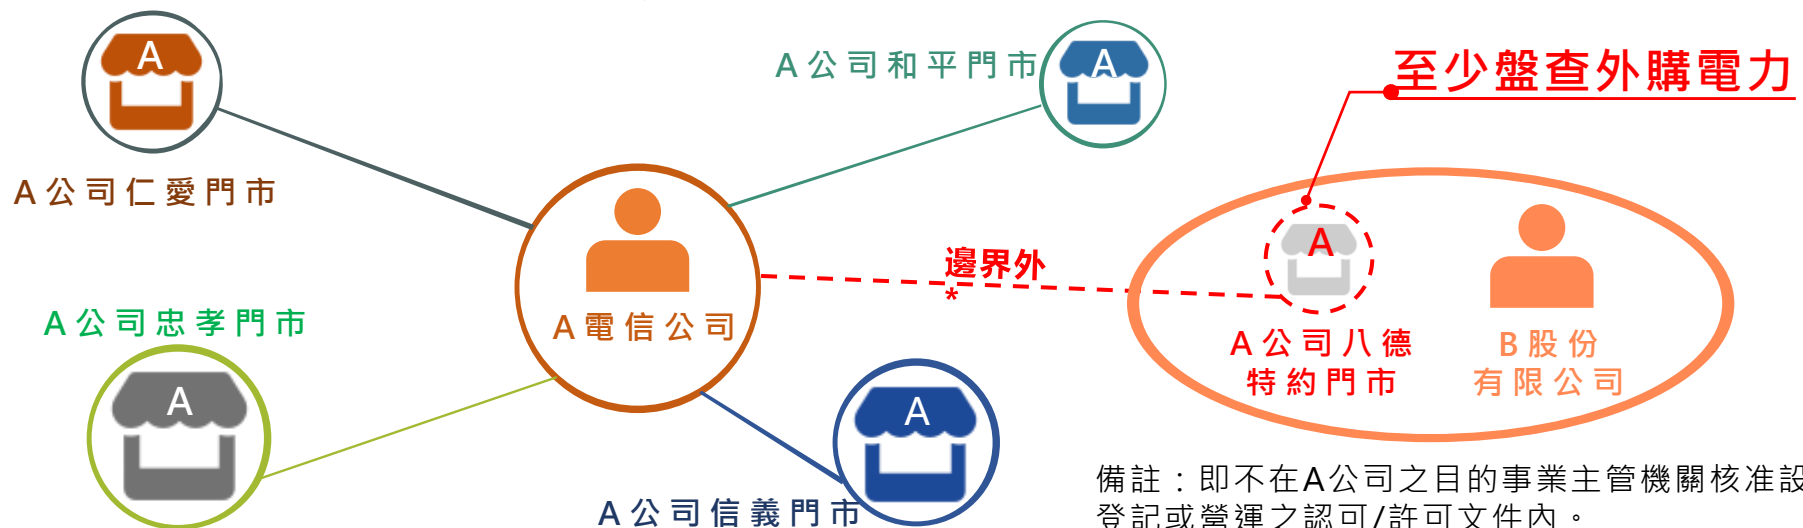 A
A公司仁愛門市
A公司和平門市
A
至少盤查外購電力
A電信公司
邊界外
*
A
A公司八德
特約門市
B股份
有限公司
A公司忠孝門市
A
A公司信義門市
A
備註：即不在A公司之目的事業主管機關核准設
登記或營運之認可/許可文件內。